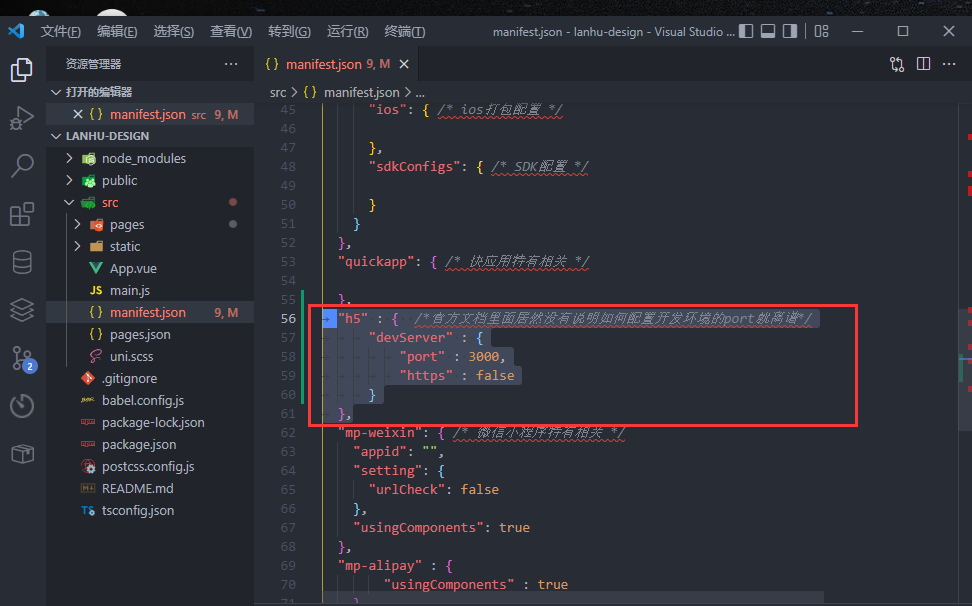 文件(F) 编辑(E) 选择(S) 查看(V) 转到(G) 运行(R) 终端(T) manifest.json - lanhu-design - Visual Studio ...
资源管理器 ... {} manifest.json 9, M
打开的编辑器
src > {} manifest.json > ...
{} manifest.json src 9, M
LANHU-DESIGN
node_modules
public
src
pages
static
App.vue
JS main.js
{} manifest.json 9, M
{} pages.json
uni.scss
.gitignore
babel.config.js
package-lock.json
package.json
postcss.config.js
README.md
TS tsconfig.json
2
45 "ios": { /* ios打包配置 */
46
47 },
48 "sdkConfigs": { /* SDK配置 */
49
50 }
51 }
52 },
53 "quickapp": { /* 快应用特有相关 */
54
55 },
56 "h5" : { /*官方文档里面居然没有说明如何配置开发环境的port就离谱*/
57 "devServer" : {
58 "port" : 3000,
59 "https" : false
60 }
61 },
62 "mp-weixin": { /* 微信小程序特有相关 */
63 "appid": "",
64 "setting": {
65 "urlCheck": false
66 },
67 "usingComponents": true
68 },
69 "mp-alipay" : {
70 "usingComponents" : true
71 }